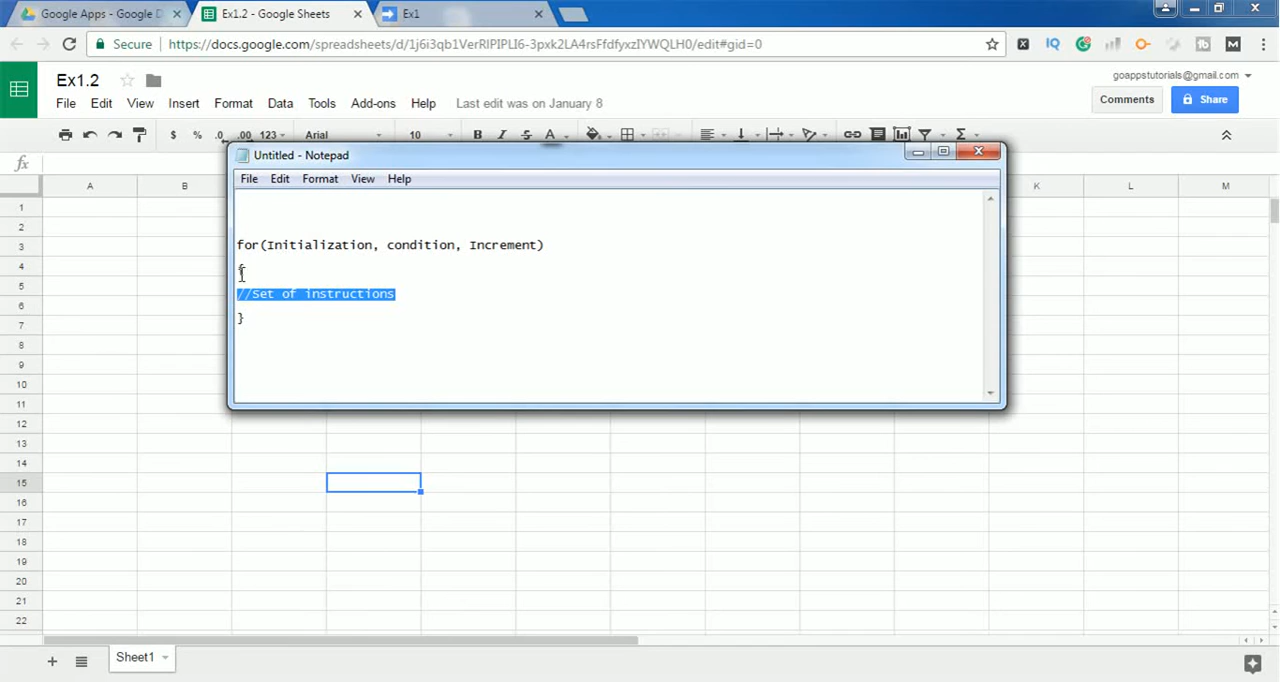 Google Apps - Google D
Ex1.2 - Google Sheets
Ex1
Secure
https://docs.google.com/spreadsheets/d/1j6i3qb1VerRIPIPLI6-3pxk2LA4rsFfdfyxzIYWQLH0/edit#gid=0
Ex1.2
goappstutorials@gmail.com
File Edit View Insert Format Data Tools Add-ons Help Last edit was on January 8
Comments
Share
$ % .0 .00 123 Arial 10 B I S A Σ
fx
Untitled - Notepad
File Edit Format View Help
A B K L M
for(Initialization, condition, Increment)
{
//Set of instructions
}
1
2
3
4
5
6
7
8
9
10
11
12
13
14
15
16
17
18
19
20
21
22
Sheet1